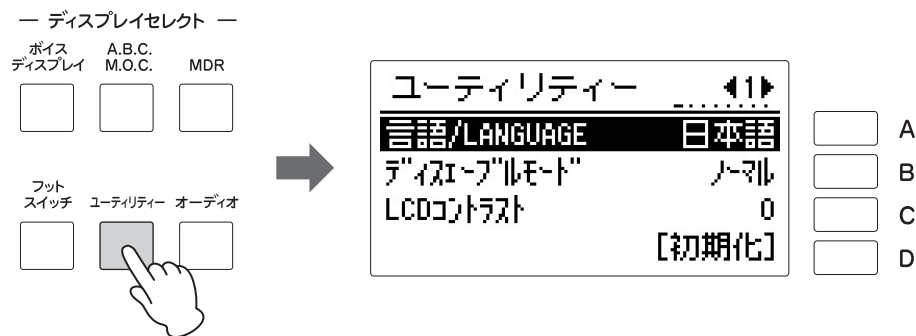 ― ディスプレイセレクト ―
ボイス
ディスプレイ
A.B.C.
M.O.C.
MDR
フット
スイッチ
ユーティリティー
オーディオ
ユーティリティー ◀1▶
言語/LANGUAGE 日本語
ディスエーブルモード ノーマル
LCDコントラスト 0
[初期化]
A
B
C
D